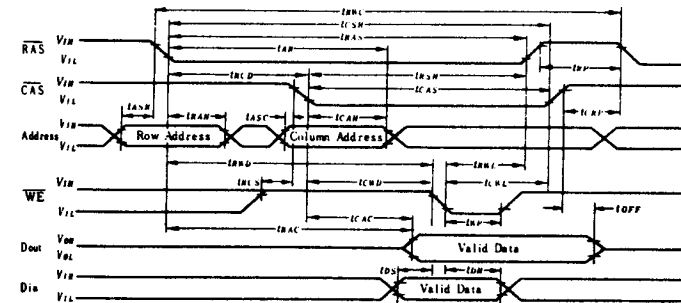 tRWC
tCSH
RAS VIH tRAS
VIL tAR
tRCD tRSH tRP
CAS VIH tCAS
VIL tCRP
tASR tRAH tASC tCAH
Address VIH Row Address Column Address
VIL
tRWD tRWL
tRCS tCWD tCWL
WE VIH
VIL tWP tOFF
tCAC
tRAC
Dout VOH Valid Data
VOL
tDS tDH
Din VIH Valid Data
VIL